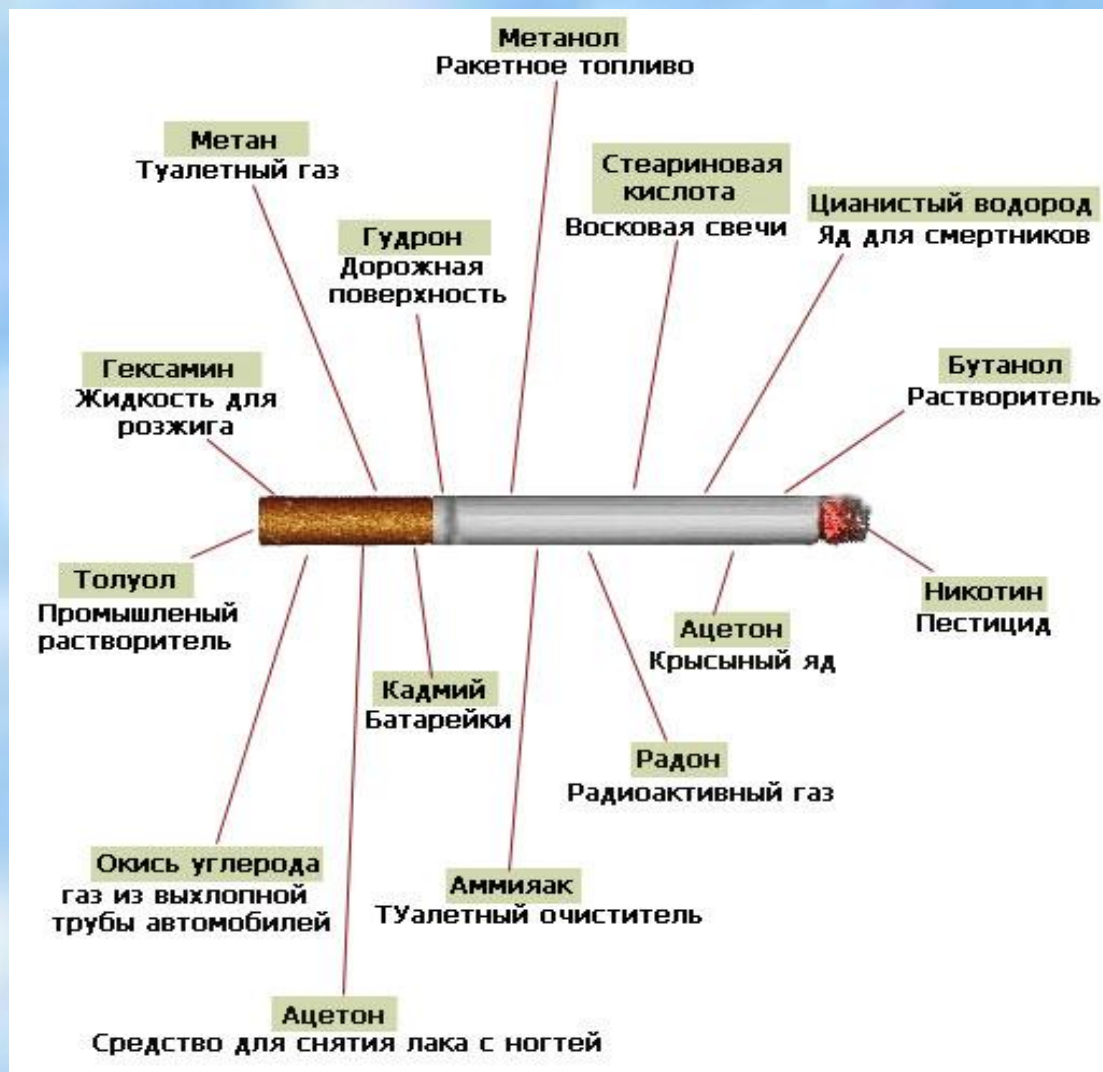 Метанол
Ракетное топливо
Метан
Туалетный газ
Стеариновая
кислота
Восковая свечи
Цианистый водород
Яд для смертников
Гудрон
Дорожная
поверхность
Гексамин
Жидкость для
розжига
Бутанол
Растворитель
Толуол
Промышленый
растворитель
Никотин
Пестицид
Ацетон
Крысыный яд
Кадмий
Батарейки
Радон
Радиоактивный газ
Окись углерода
газ из выхлопной
трубы автомобилей
Аммияак
ТУалетный очиститель
Ацетон
Средство для снятия лака с ногтей